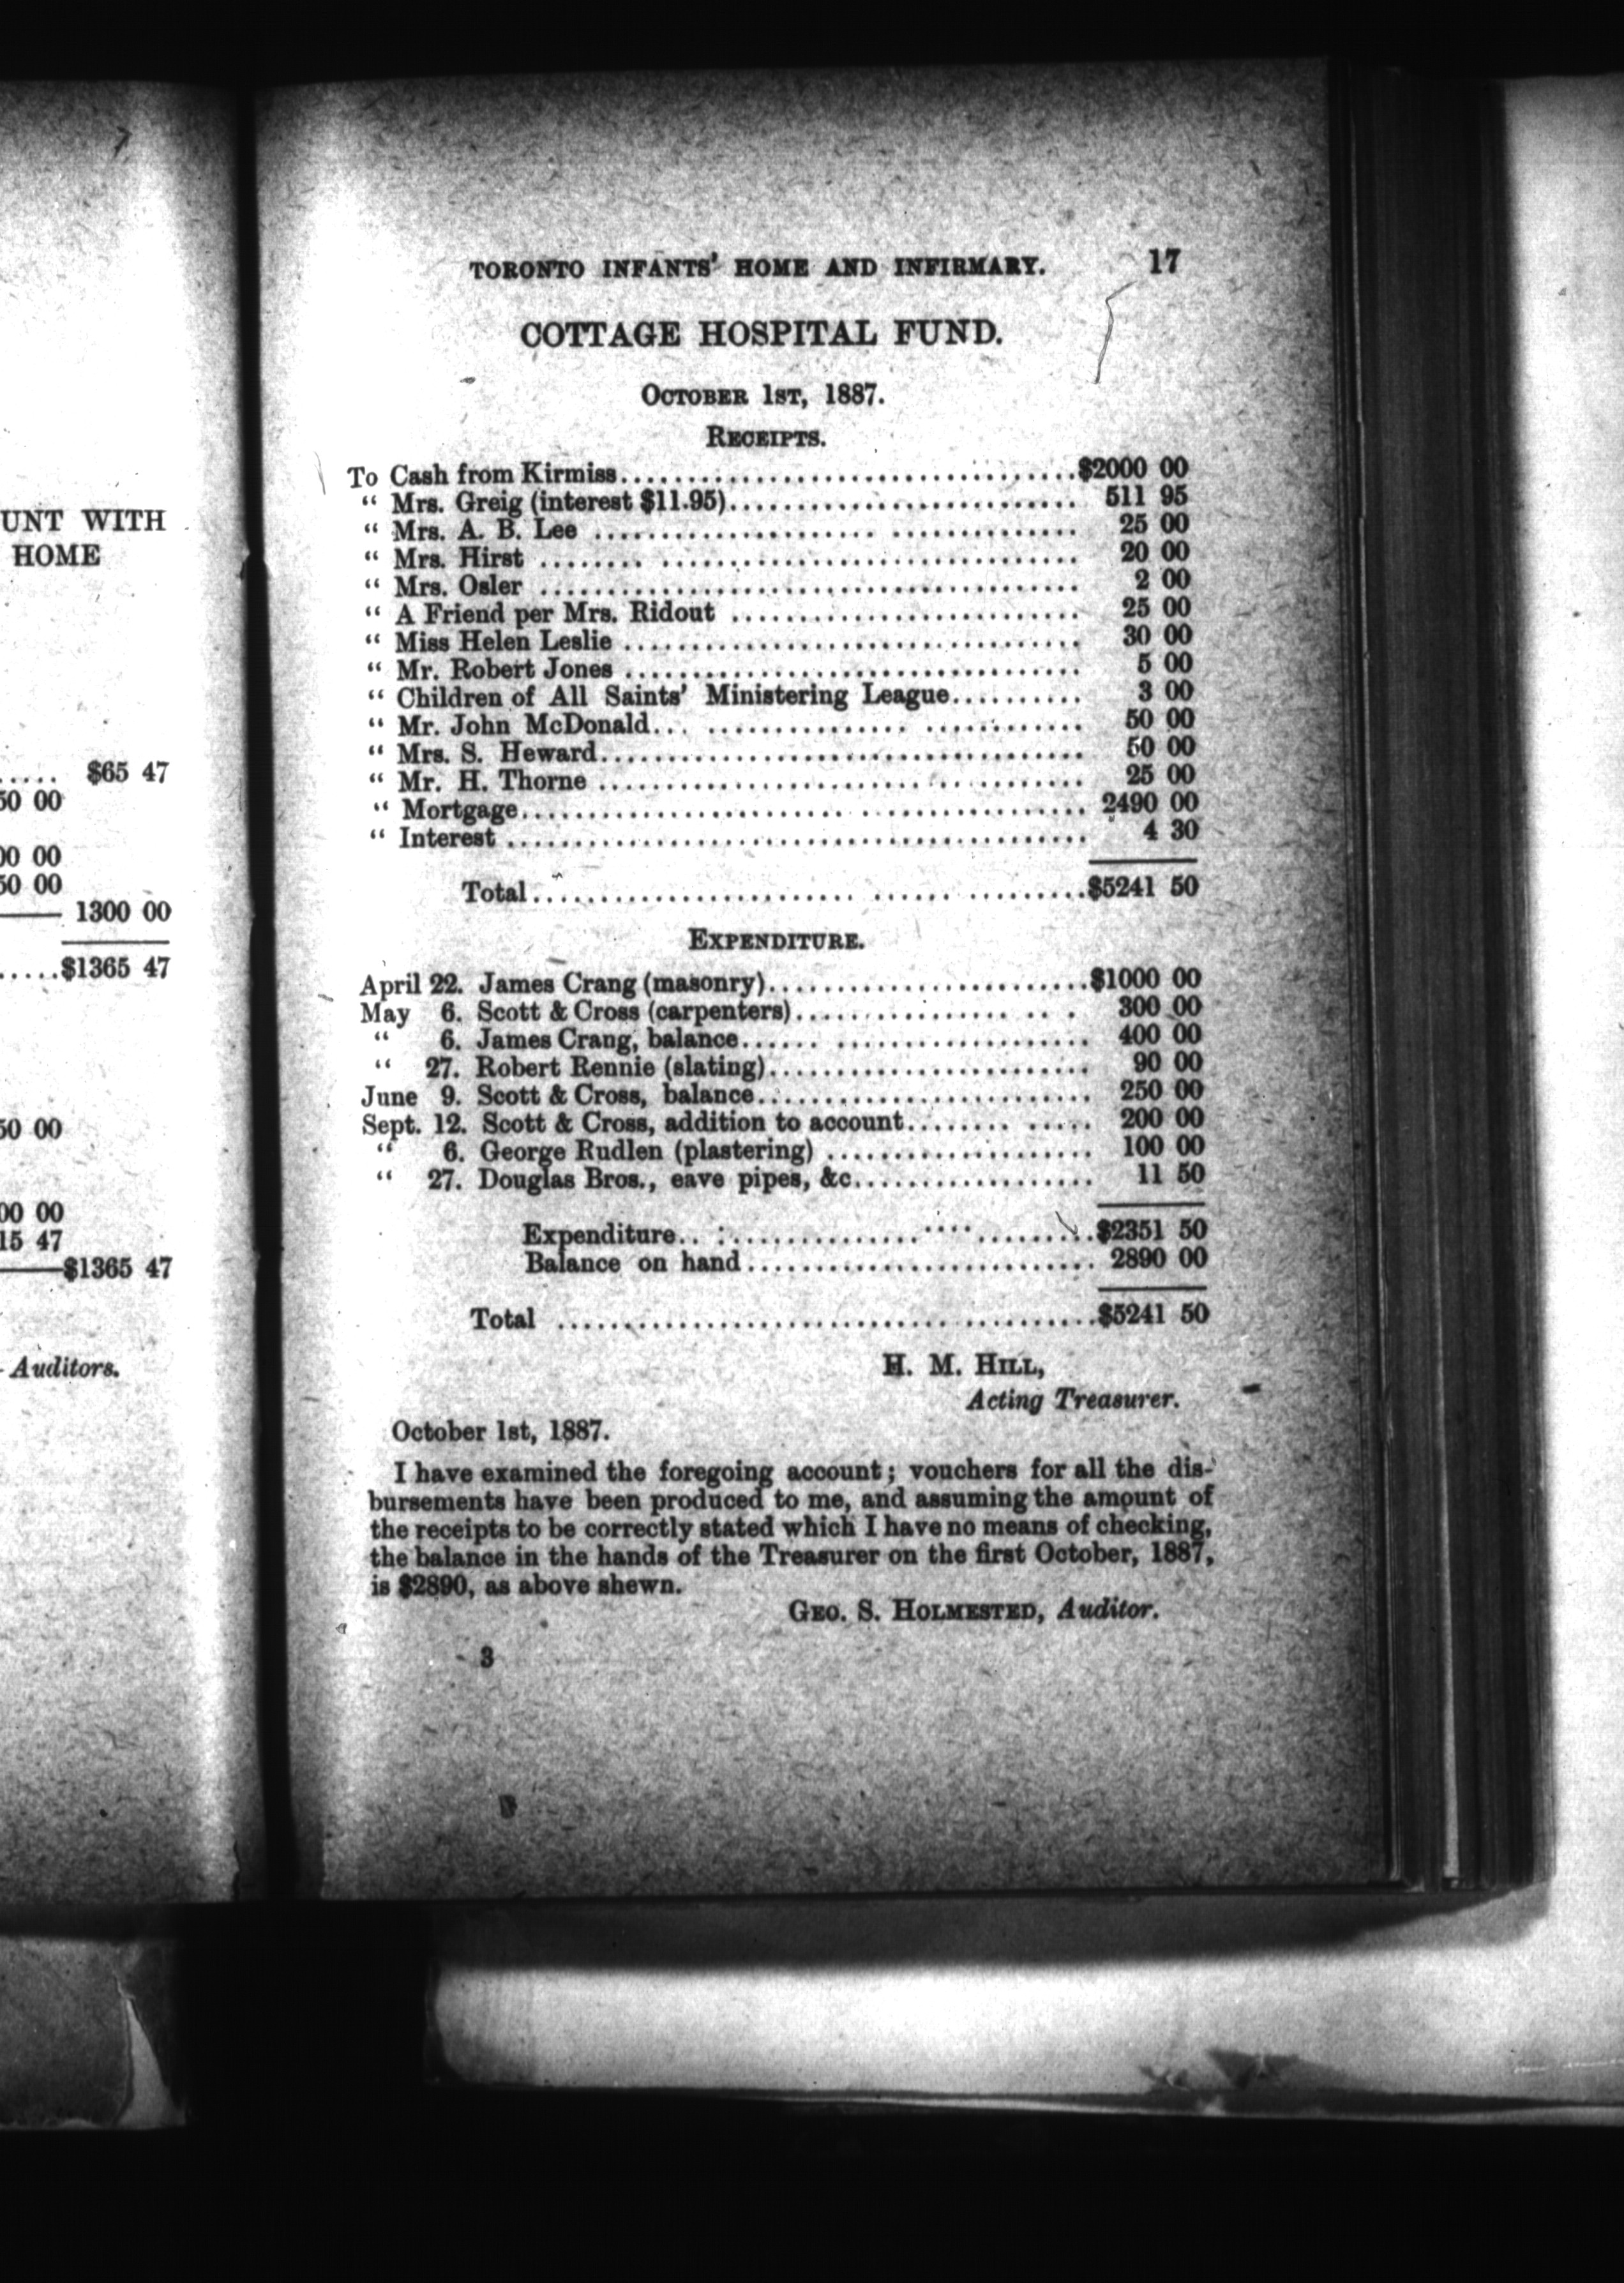 UNT WITH
HOME
..... $65 47
50 00
00 00
50 00
1300 00
.....$1365 47
50 00
00 00
15 47
$1365 47
Auditors.
TORONTO INFANTS' HOME AND INFIRMARY. 17
COTTAGE HOSPITAL FUND.
OCTOBER 1ST, 1887.
RECEIPTS.
To Cash from Kirmiss.................................$2000 00
“ Mrs. Greig (interest $11.95)......................... 511 95
“ Mrs. A. B. Lee .................................. 25 00
“ Mrs. Hirst ...................................... 20 00
“ Mrs. Osler ...................................... 2 00
“ A Friend per Mrs. Ridout .......................... 25 00
“ Miss Helen Leslie ................................. 30 00
“ Mr. Robert Jones ................................. 5 00
“ Children of All Saints' Ministering League.......... 3 00
“ Mr. John McDonald... ............................ 50 00
“ Mrs. S. Heward.................................... 50 00
“ Mr. H. Thorne .................................... 25 00
“ Mortgage......................................... 2490 00
“ Interest .......................................... 4 30
Total.........................................$5241 50
EXPENDITURE.
April 22. James Crang (masonry)........................$1000 00
May 6. Scott & Cross (carpenters)................ .. . 300 00
“ 6. James Crang, balance...... ................... 400 00
“ 27. Robert Rennie (slating)........................ 90 00
June 9. Scott & Cross, balance......................... 250 00
Sept. 12. Scott & Cross, addition to account........ ..... 200 00
“ 6. George Rudlen (plastering) .................... 100 00
“ 27. Douglas Bros., eave pipes, &c.................. 11 50
Expenditure.. :..............................$2351 50
Balance on hand.......................... 2890 00
Total ........................................$5241 50
H. M. HILL,
Acting Treasurer.
October 1st, 1887.
I have examined the foregoing account; vouchers for all the dis-
bursements have been produced to me, and assuming the amount of
the receipts to be correctly stated which I have no means of checking,
the balance in the hands of the Treasurer on the first October, 1887,
is $2890, as above shewn.
GEO. S. HOLMESTED, Auditor.
3